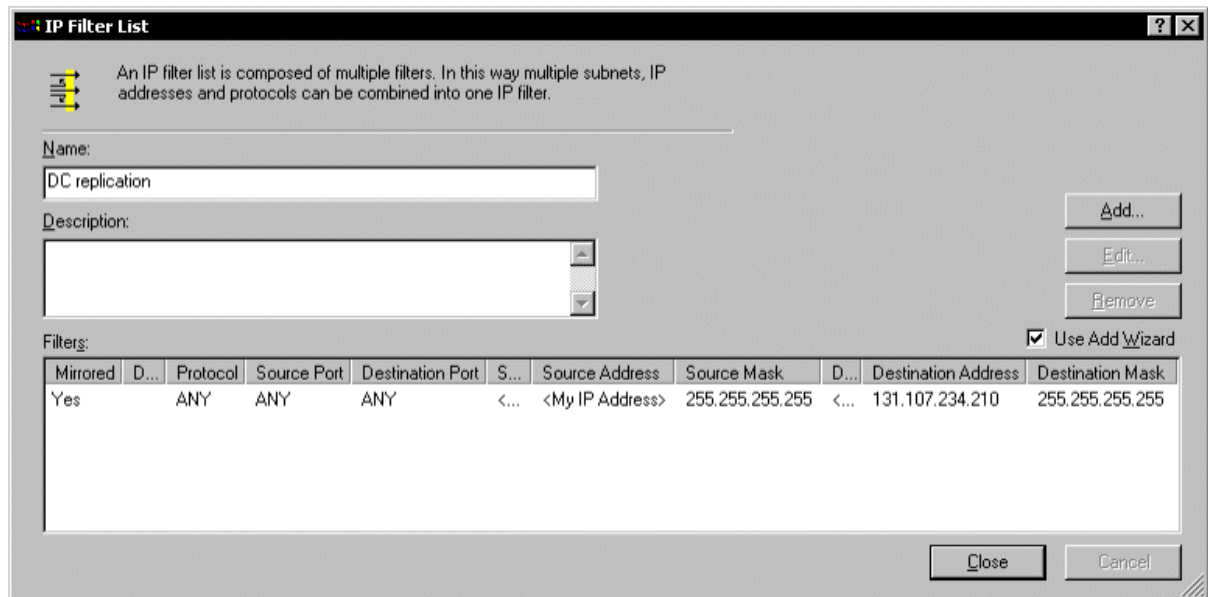 IP Filter List
An IP filter list is composed of multiple filters. In this way multiple subnets, IP
addresses and protocols can be combined into one IP filter.
Name:
DC replication
Add...
Description:
Edit...
Remove
Filters:
Use Add Wizard
Mirrored D... Protocol Source Port Destination Port S... Source Address Source Mask D... Destination Address Destination Mask
Yes ANY ANY ANY <... <My IP Address> 255.255.255.255 <... 131.107.234.210 255.255.255.255
Close Cancel